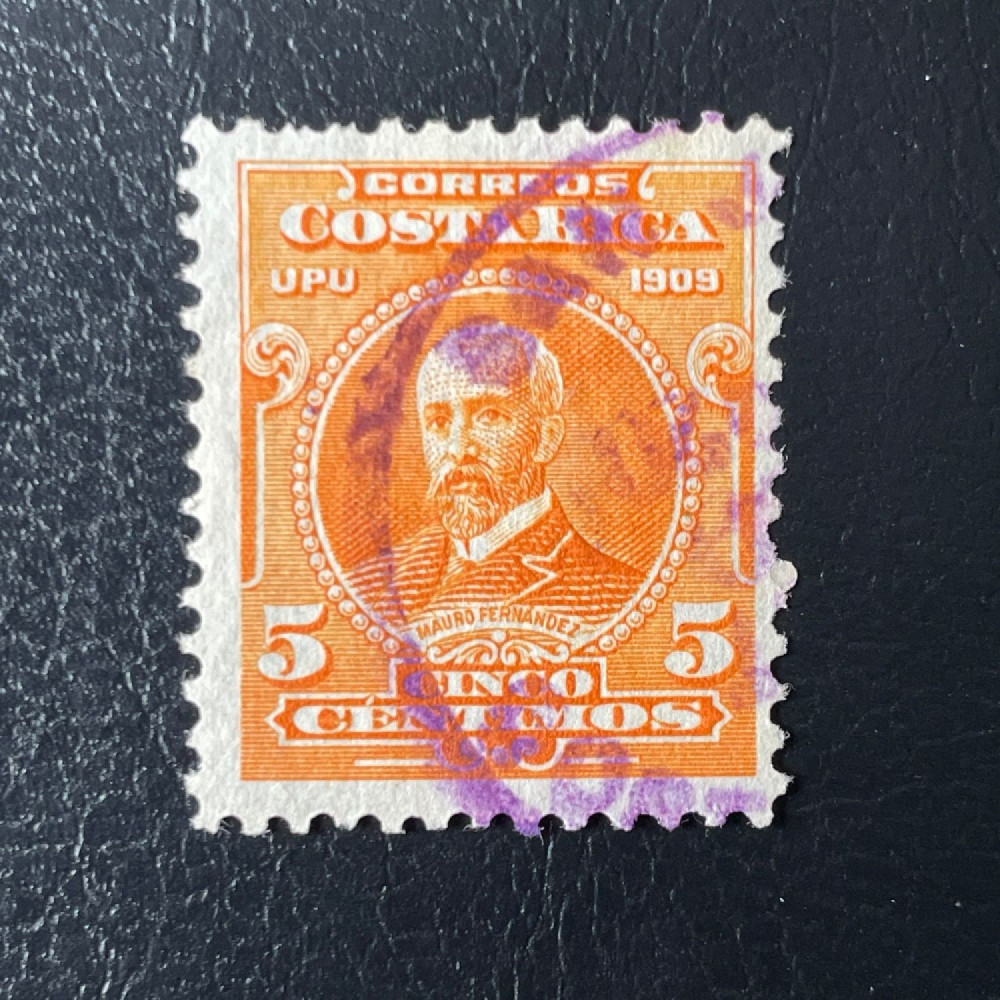 CORREOS
COSTA RICA
UPU 1909
MAURO FERNANDEZ
5 5
CINCO
CÉNTIMOS